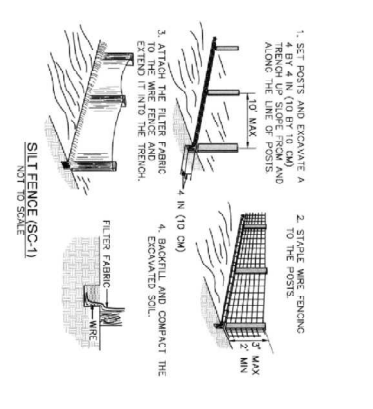 1. SET POSTS AND EXCAVATE A
4 BY 4 IN (10 BY 10 CM)
TRENCH UP SLOPE FROM AND
ALONG THE LINE OF POSTS.
10' MAX
4 IN (10 CM)
2. STAPLE WIRE FENCING
TO THE POSTS.
3' MAX
2' MIN
3. ATTACH THE FILTER FABRIC
TO THE WIRE FENCE AND
EXTEND IT INTO THE TRENCH.
4. BACKFILL AND COMPACT THE
EXCAVATED SOIL.
FILTER FABRIC
WIRE
SILT FENCE (SC-1)
NOT TO SCALE